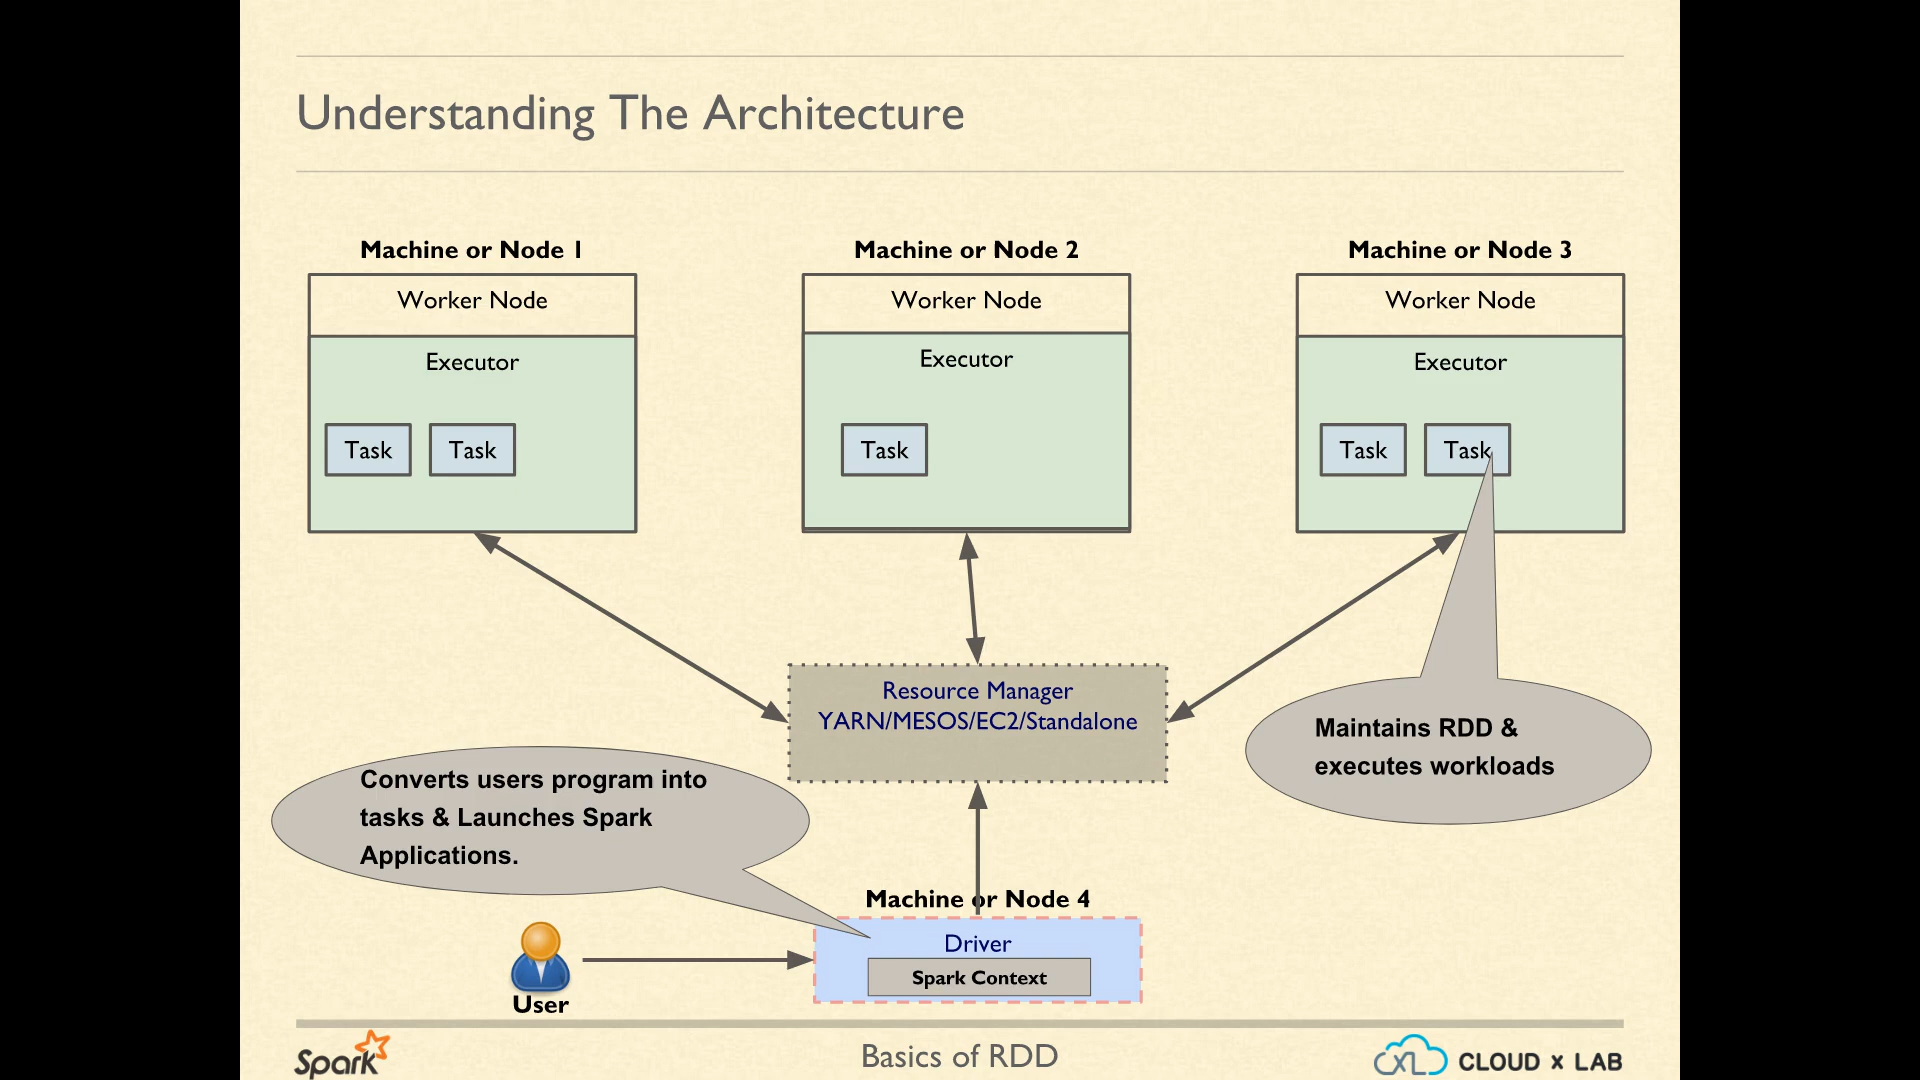 Understanding The Architecture
Machine or Node 1
Machine or Node 2
Machine or Node 3
Worker Node
Worker Node
Worker Node
Executor
Executor
Executor
Task
Task
Task
Task
Task
Resource Manager
YARN/MESOS/EC2/Standalone
Maintains RDD &
executes workloads
Converts users program into
tasks & Launches Spark
Applications.
Machine or Node 4
Driver
Spark Context
User
Spark
Basics of RDD
CXL CLOUD x LAB